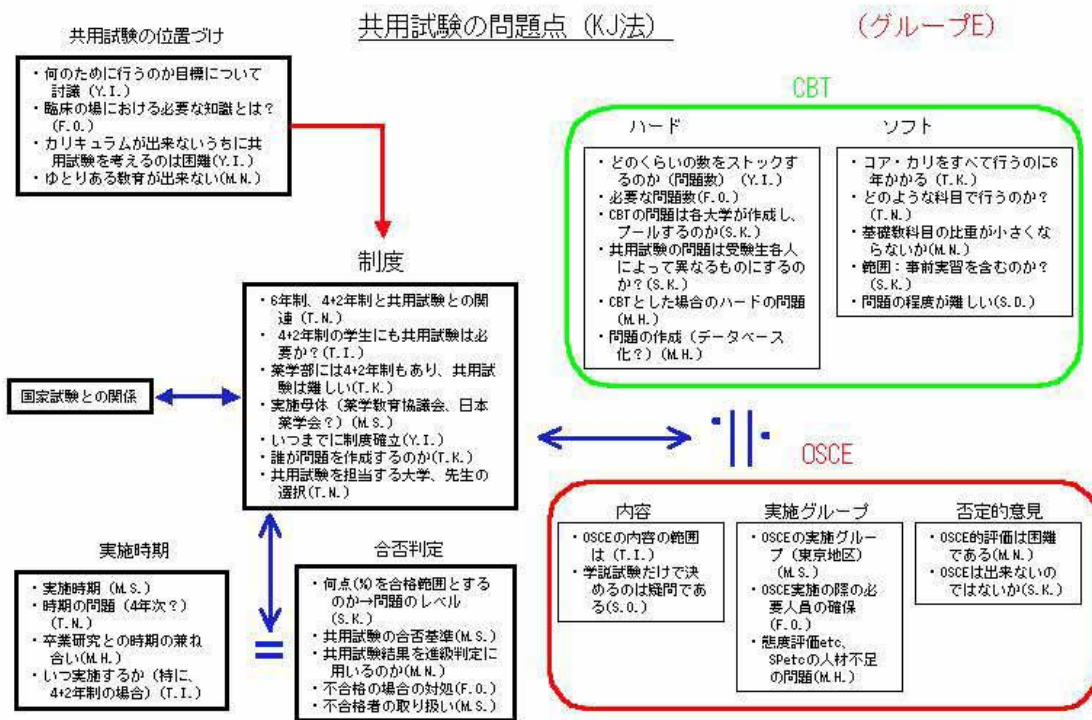 共用試験の問題点 (KJ法)
(グループE)
共用試験の位置づけ
・何のために行うのか目標について
討議(Y.I.)
・臨床の場における必要な知識とは?
(F.O.)
・カリキュラムが出来ないうちに共
用試験を考えるのは困難(Y.I.)
・ゆとりある教育が出来ない(M.N.)
制度
・6年制、4+2年制と共用試験との関
連(T.N.)
・ 4+2年制の学生にも共用試験は必
要か?(T.I.)
・薬学部には4+2年制もあり、共用試
験は難しい(T.K.)
・実施母体(薬学教育協議会、日本
薬学会?)(M.S.)
・いつまでに制度確立(Y.I.)
・誰が問題を作成するのか(T.K.)
・共用試験を担当する大学、先生の
選択(T.N.)
国家試験との関係
実施時期
・実施時期(M.S.)
・時期の問題(4年次?)
(T.N.)
・卒業研究との時期の兼ね
合い(M.H.)
・いつ実施するか(特に、
4+2年制の場合)(T.I.)
=
合否判定
・何点(%)を合格範囲とする
のか→問題のレベル
(S.K.)
・共用試験の合否基準(M.S.)
・共用試験結果を進級判定に
用いるのか(M.N.)
・不合格の場合の対処(F.O.)
・不合格者の取り扱い(M.S.)
CBT
ハード
・どのくらいの数をストックす
るのか(問題数) (Y.I.)
・必要な問題数(F.O.)
・CBTの問題は各大学が作成し、
プールするのか(S.K.)
・共用試験の問題は受験生各人
によって異なるものにするの
か?(S.K.)
・CBTとした場合のハードの問題
(M.H.)
・問題の作成(データベース
化?)(M.H.)
ソフト
・コア・カリをすべて行うのに6
年かかる(T.K.)
・どのような科目で行うのか?
(T.N.)
・基礎教科目の比重が小さくな
らないか(M.N.)
・範囲:事前実習を含むのか?
(S.K.)
・問題の程度が難しい(S.O.)
OSCE
内容
・OSCEの内容の範囲
は(T.I.)
・学説試験だけで決
めるのは疑問であ
る(S.O.)
実施グループ
・OSCEの実施グルー
プ(東京地区)
(M.S.)
・OSCE実施の際の必
要人員の確保
(F.O.)
・態度評価etc、
SPetcの人材不足
の問題(M.H.)
否定的意見
・OSCE的評価は困難
である(M.N.)
・OSCEは出来ないの
ではないか(S.K.)